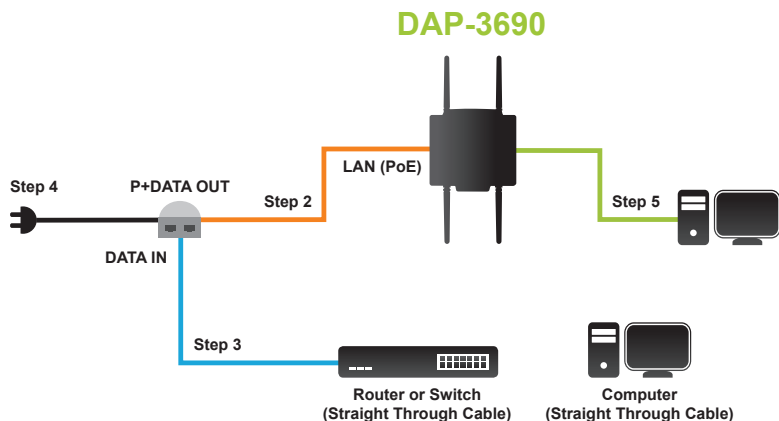 DAP-3690
LAN (PoE)
Step 4
P+DATA OUT
Step 2
Step 5
DATA IN
Step 3
Router or Switch
(Straight Through Cable)
Computer
(Straight Through Cable)